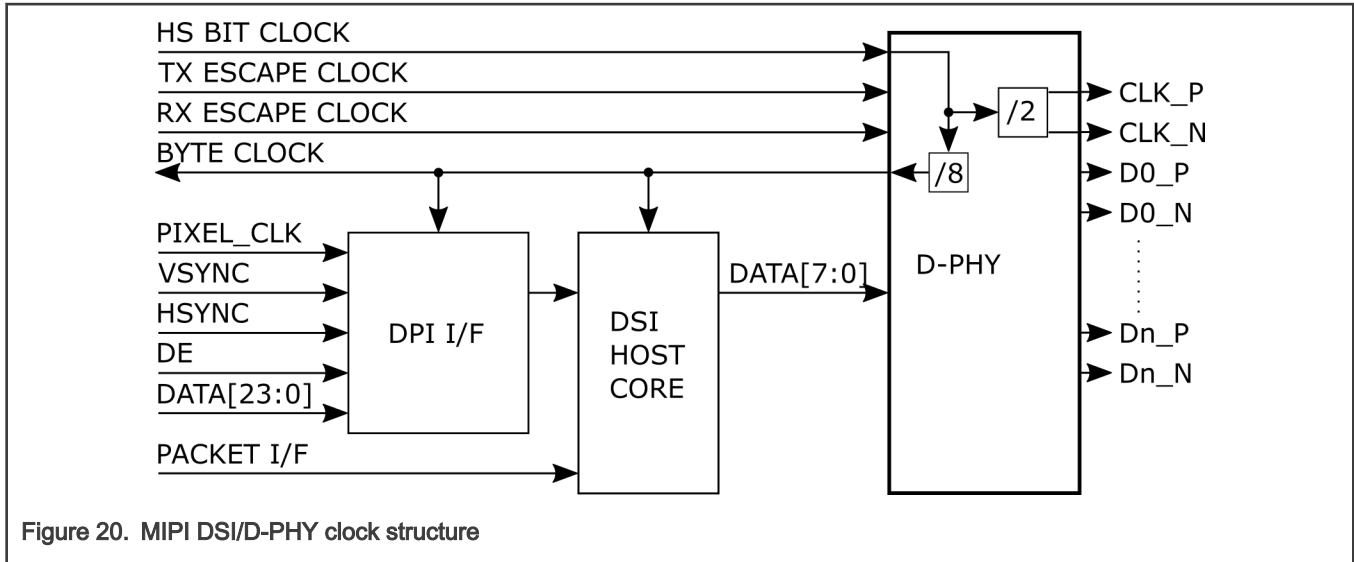 HS BIT CLOCK
TX ESCAPE CLOCK
RX ESCAPE CLOCK
BYTE CLOCK
/2
/8
CLK_P
CLK_N
D0_P
D0_N
PIXEL_CLK
VSYNC
HSYNC
DE
DATA[23:0]
PACKET I/F
DPI I/F
DSI
HOST
CORE
DATA[7:0]
D-PHY
Dn_P
Dn_N
Figure 20. MIPI DSI/D-PHY clock structure